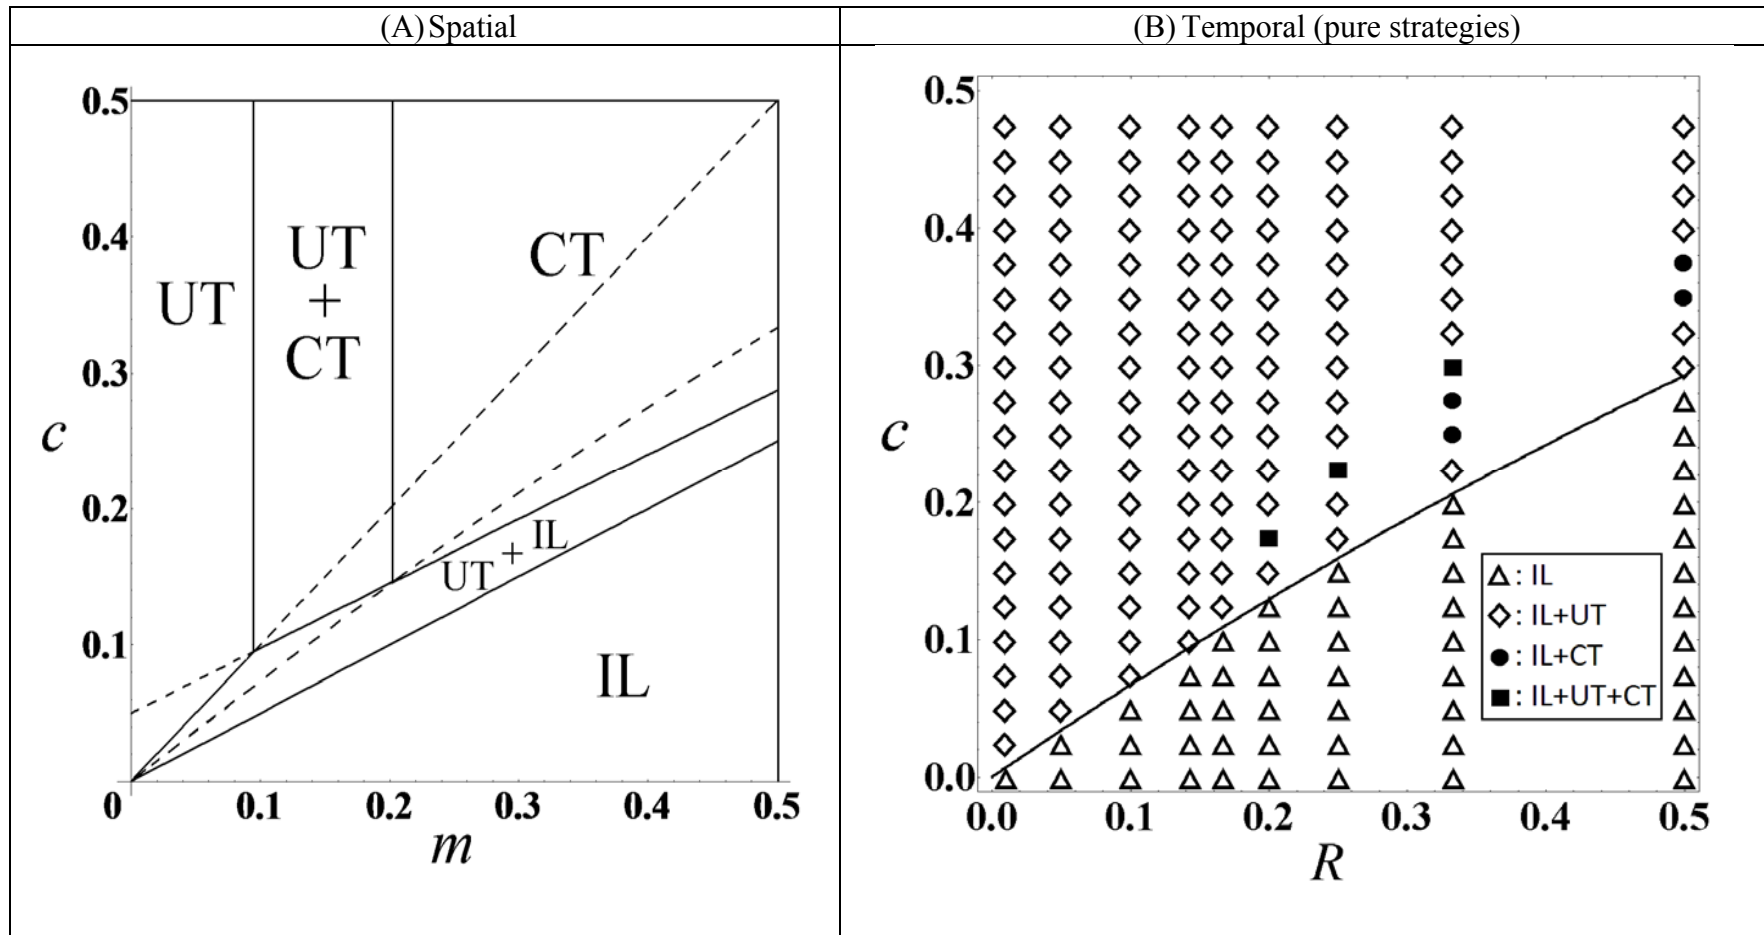 (A) Spatial
(B) Temporal (pure strategies)
0.5
0.4
0.3
0.2
0.1
c
UT
UT
+
CT
CT
UT + IL
IL
0
0.1
0.2
0.3
0.4
0.5
m
0.5
0.4
0.3
0.2
0.1
0.0
c
: IL
: IL+UT
: IL+CT
: IL+UT+CT
0.0
0.1
0.2
0.3
0.4
0.5
R